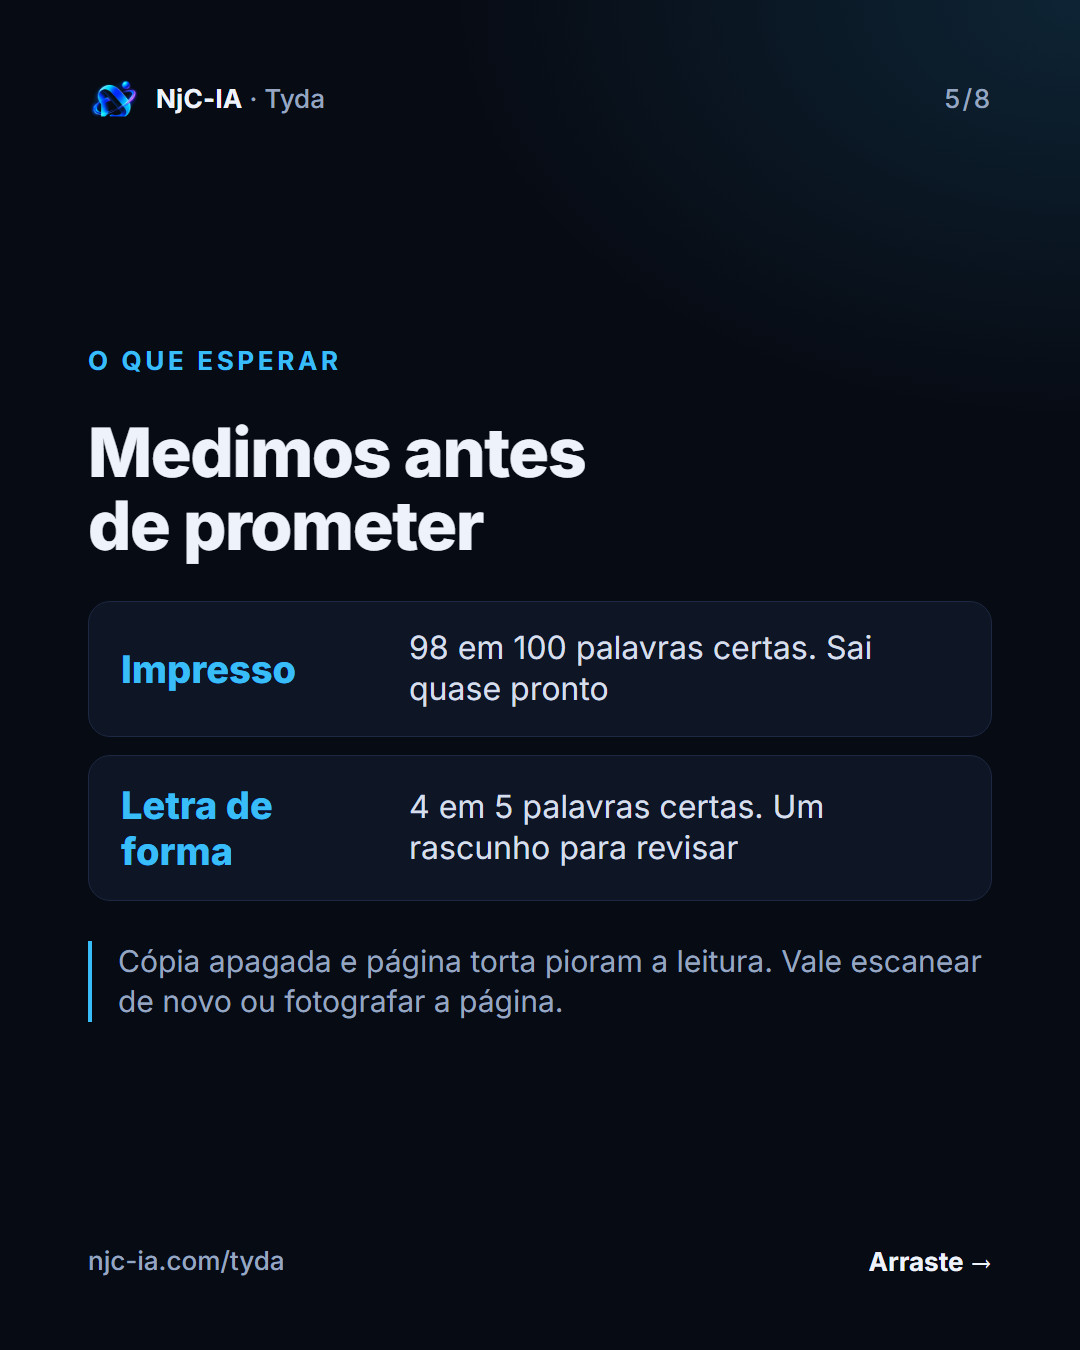 NjC-IA · Tyda
5/8
O QUE ESPERAR
Medimos antes
de prometer
Impresso
98 em 100 palavras certas. Sai
quase pronto
Letra de
forma
4 em 5 palavras certas. Um
rascunho para revisar
Cópia apagada e página torta pioram a leitura. Vale escanear
de novo ou fotografar a página.
njc-ia.com/tyda
Arraste →